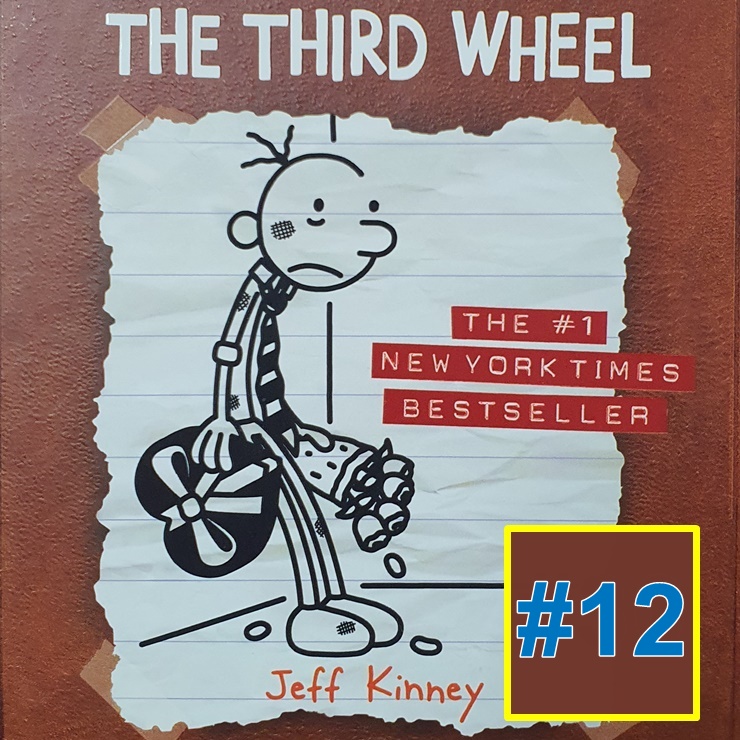 THE THIRD WHEEL
THE #1
NEW YORK TIMES
BESTSELLER
#12
Jeff Kinney